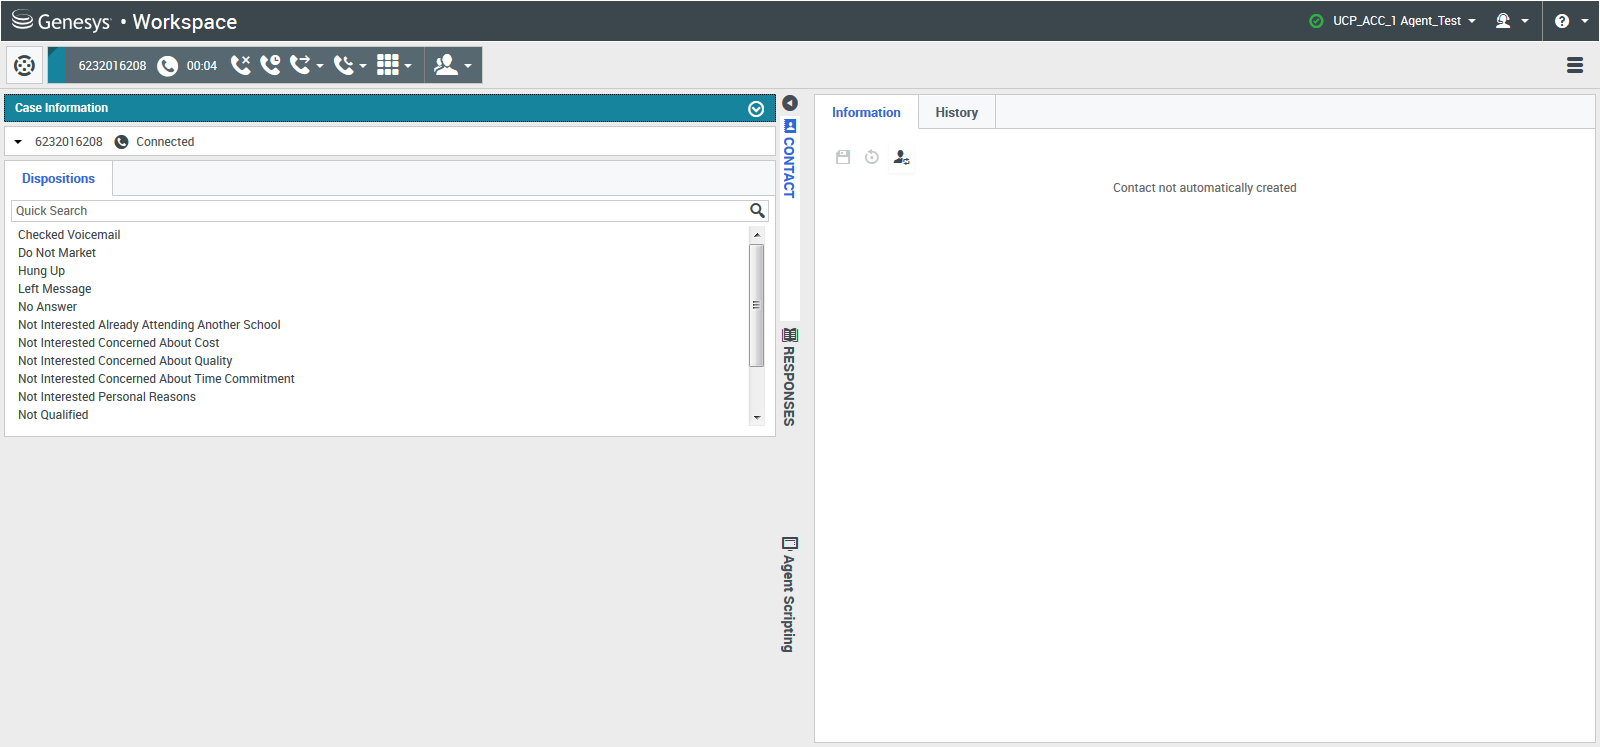 Genesys • Workspace
UCP_ACC_1 Agent_Test
6232016208 00:04
Case Information
6232016208 Connected
Dispositions
Quick Search
Checked Voicemail
Do Not Market
Hung Up
Left Message
No Answer
Not Interested Already Attending Another School
Not Interested Concerned About Cost
Not Interested Concerned About Quality
Not Interested Concerned About Time Commitment
Not Interested Personal Reasons
Not Qualified
CONTACT
RESPONSES
Agent Scripting
Information History
Contact not automatically created